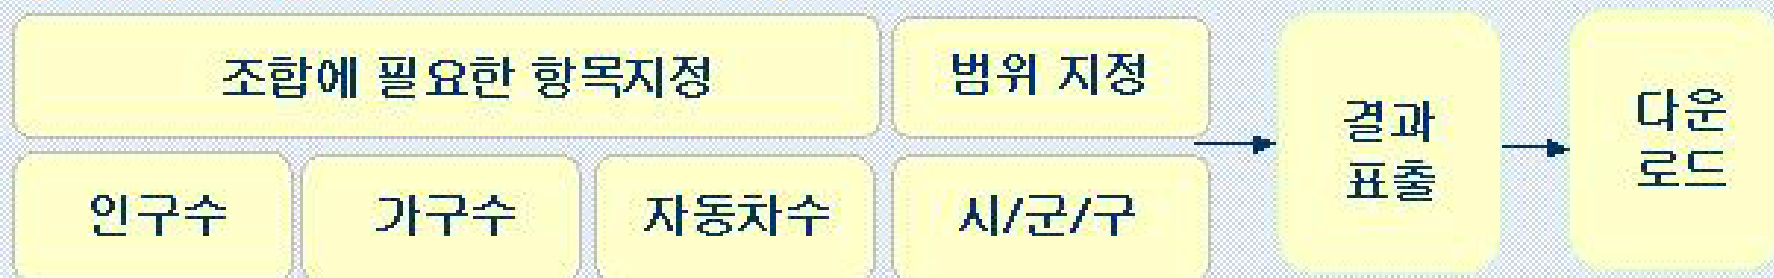 조합에 필요한 항목지정
범위 지정
인구수
가구수
자동차수
시/군/구
결과
표출
다운
로드